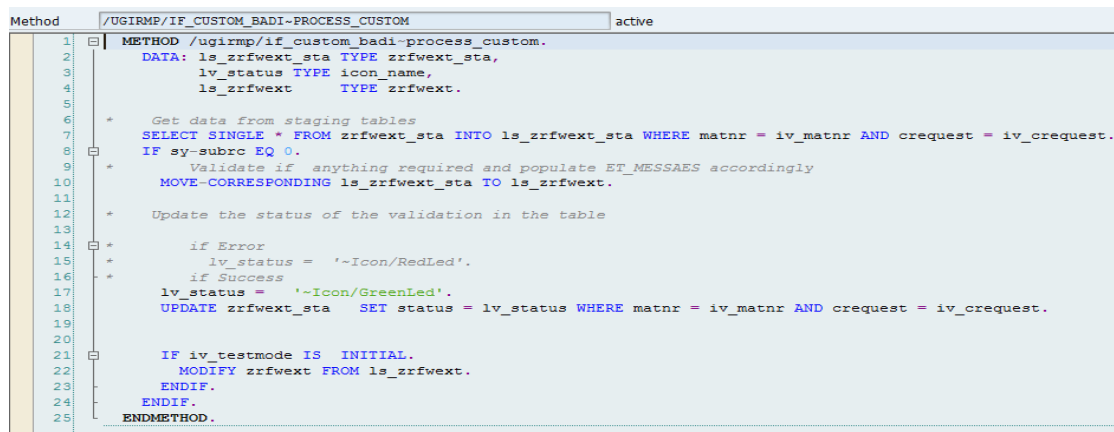 Method /UGIRMP/IF_CUSTOM_BADI~PROCESS_CUSTOM active
1 METHOD /ugirmp/if_custom_badi~process_custom.
2 DATA: ls_zrfwext_sta TYPE zrfwext_sta,
3 lv_status TYPE icon_name,
4 ls_zrfwext TYPE zrfwext.
5
6 * Get data from staging tables
7 SELECT SINGLE * FROM zrfwext_sta INTO ls_zrfwext_sta WHERE matnr = iv_matnr AND crequest = iv_crequest.
8 IF sy-subrc EQ 0.
9 * Validate if anything required and populate ET_MESSAES accordingly
10 MOVE-CORRESPONDING ls_zrfwext_sta TO ls_zrfwext.
11
12 * Update the status of the validation in the table
13
14 * if Error
15 * lv_status = '~Icon/RedLed'.
16 * if Success
17 lv_status = '~Icon/GreenLed'.
18 UPDATE zrfwext_sta SET status = lv_status WHERE matnr = iv_matnr AND crequest = iv_crequest.
19
20
21 IF iv_testmode IS INITIAL.
22 MODIFY zrfwext FROM ls_zrfwext.
23 ENDIF.
24 ENDIF.
25 ENDMETHOD.